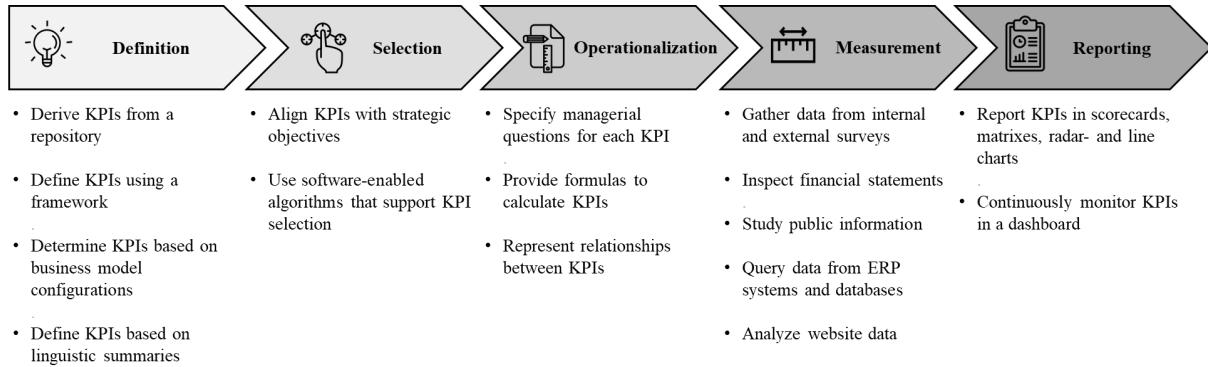 Definition
Selection
Operationalization
Measurement
Reporting
• Derive KPIs from a
repository
• Define KPIs using a
framework
• Determine KPIs based on
business model
configurations
• Define KPIs based on
linguistic summaries
• Align KPIs with strategic
objectives
• Use software-enabled
algorithms that support KPI
selection
• Specify managerial
questions for each KPI
• Provide formulas to
calculate KPIs
• Represent relationships
between KPIs
• Gather data from internal
and external surveys
• Inspect financial statements
• Study public information
• Query data from ERP
systems and databases
• Analyze website data
• Report KPIs in scorecards,
matrixes, radar- and line
charts
• Continuously monitor KPIs
in a dashboard